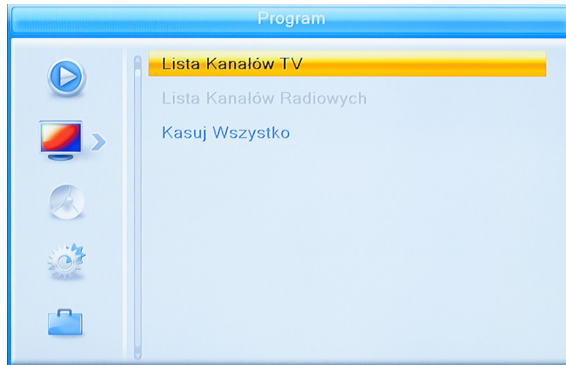 Program
Lista Kanałów TV
Lista Kanałów Radiowych
Kasuj Wszystko